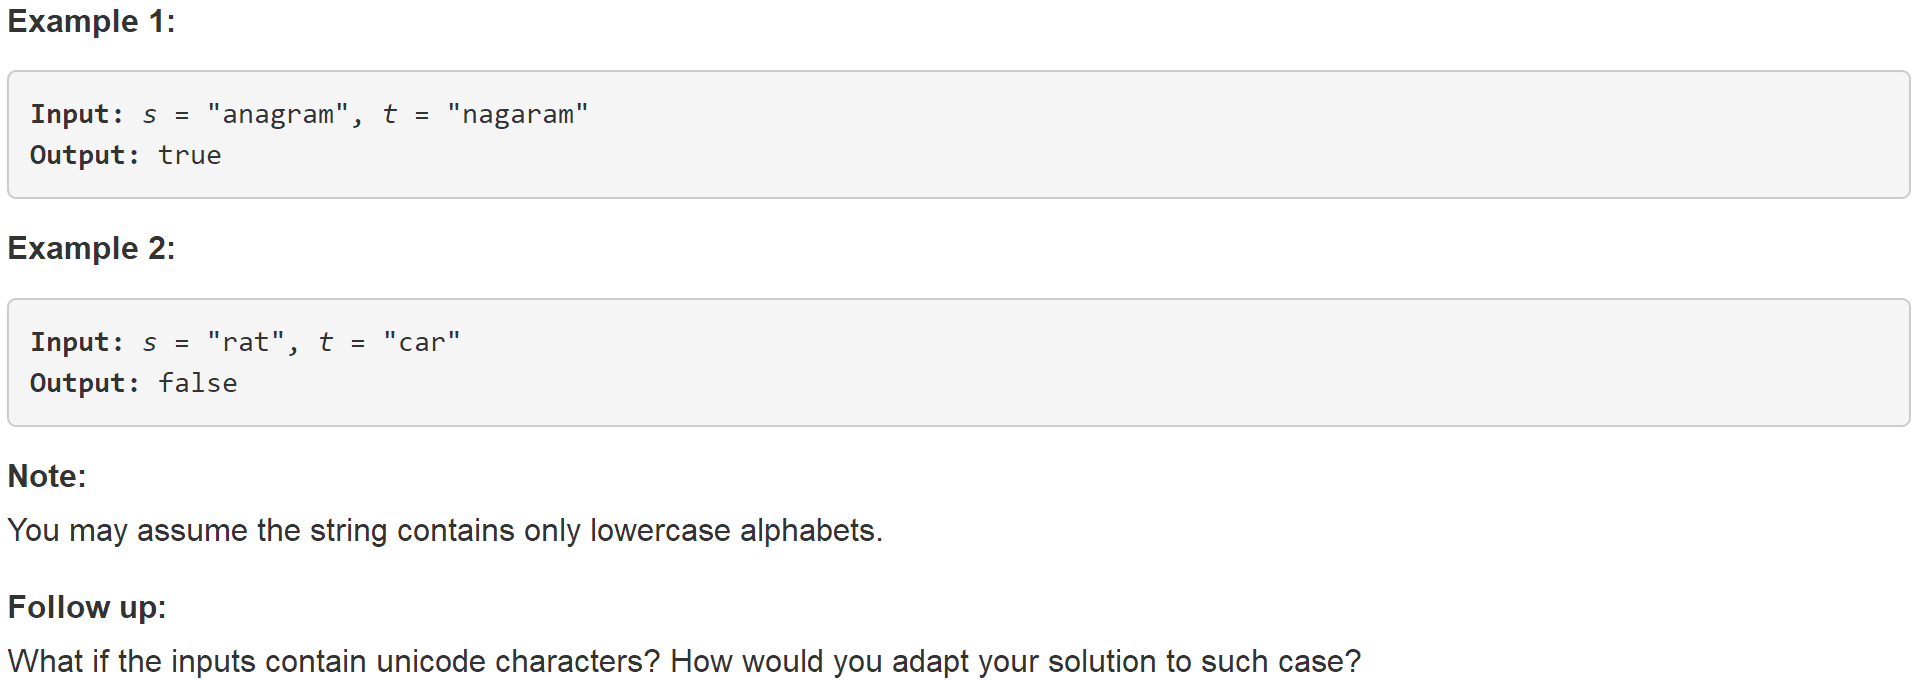 Example 1:
Input: s = "anagram", t = "nagaram"
Output: true
Example 2:
Input: s = "rat", t = "car"
Output: false
Note:
You may assume the string contains only lowercase alphabets.
Follow up:
What if the inputs contain unicode characters? How would you adapt your solution to such case?